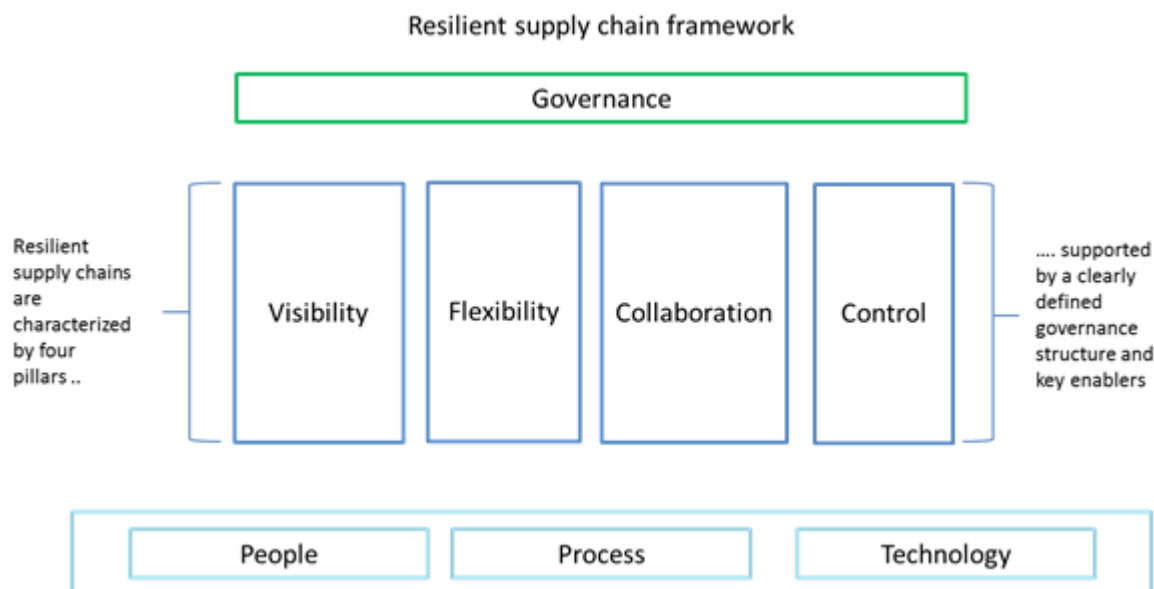 Resilient supply chain framework
Governance
Resilient
supply chains
are
characterized
by four
pillars ..
Visibility
Flexibility
Collaboration
Control
.... supported
by a clearly
defined
governance
structure and
key enablers
People
Process
Technology